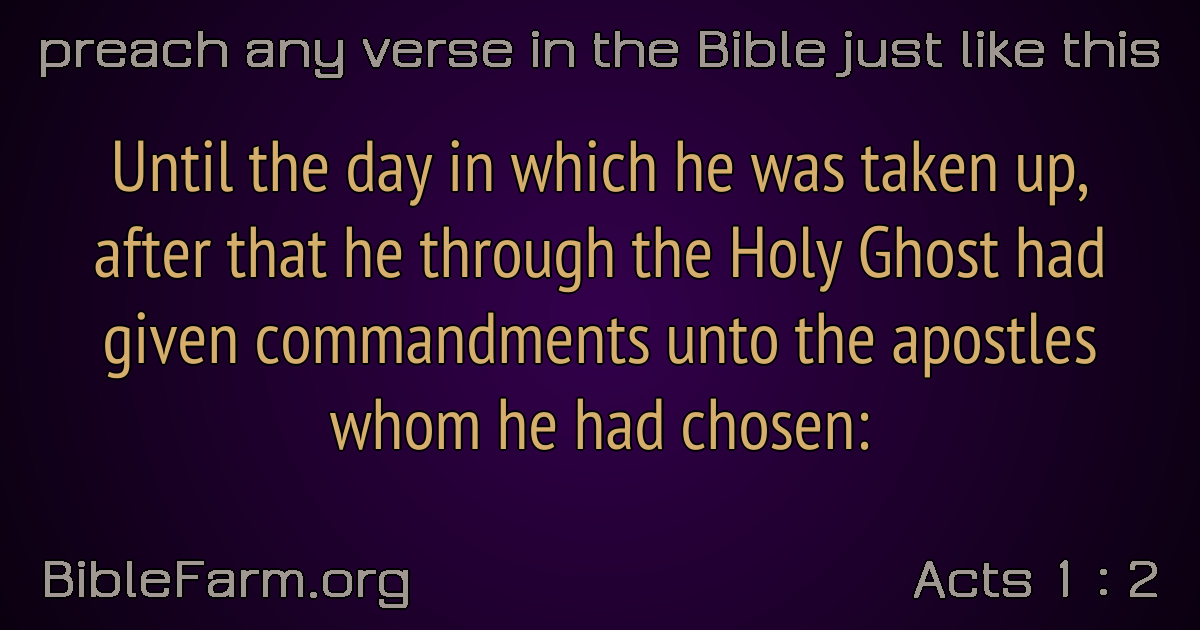 preach any verse in the Bible just like this
Until the day in which he was taken up,
after that he through the Holy Ghost had
given commandments unto the apostles
whom he had chosen:
BibleFarm.org
Acts 1 : 2